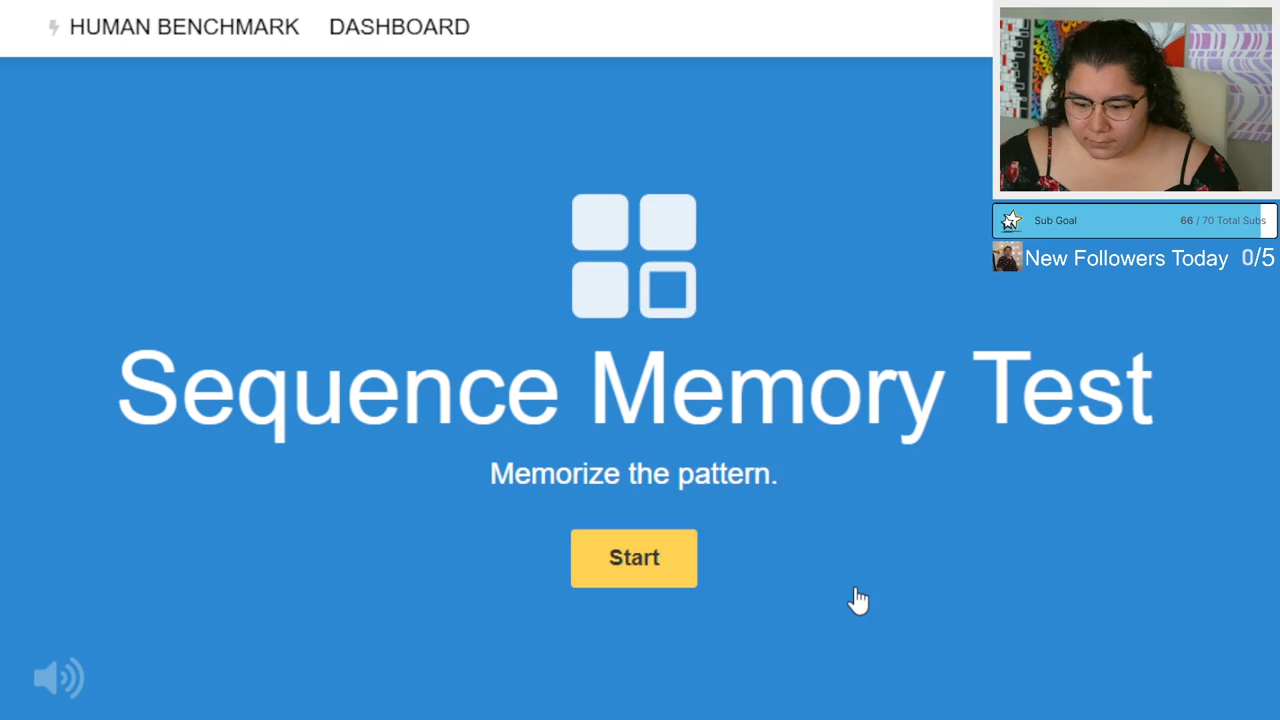 HUMAN BENCHMARK DASHBOARD
Sub Goal 66 / 70 Total Subs
New Followers Today 0/5
Sequence Memory Test
Memorize the pattern.
Start